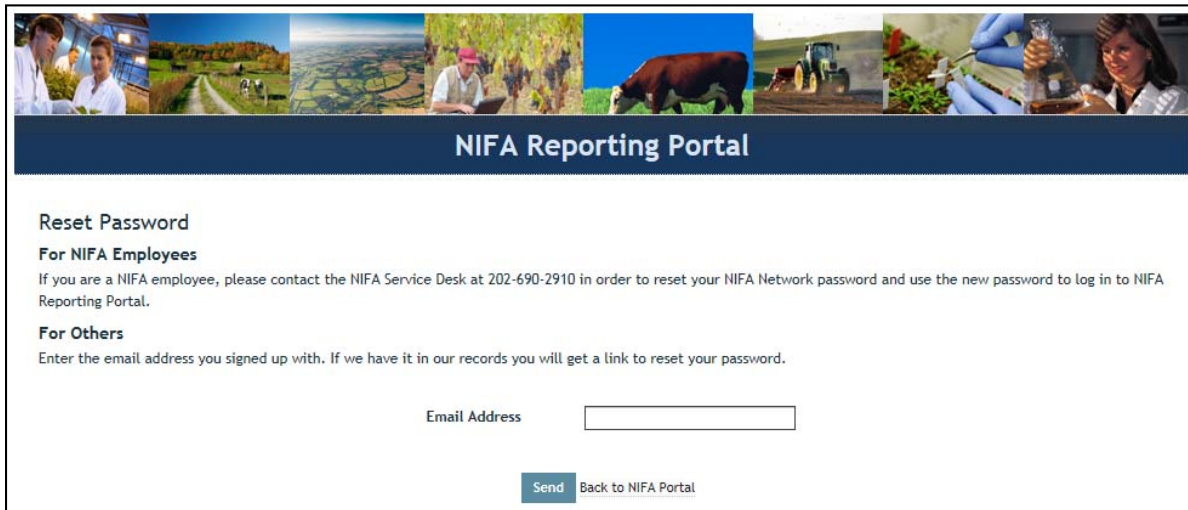 NIFA Reporting Portal
Reset Password
For NIFA Employees
If you are a NIFA employee, please contact the NIFA Service Desk at 202-690-2910 in order to reset your NIFA Network password and use the new password to log in to NIFA
Reporting Portal.
For Others
Enter the email address you signed up with. If we have it in our records you will get a link to reset your password.
Email Address
Send Back to NIFA Portal